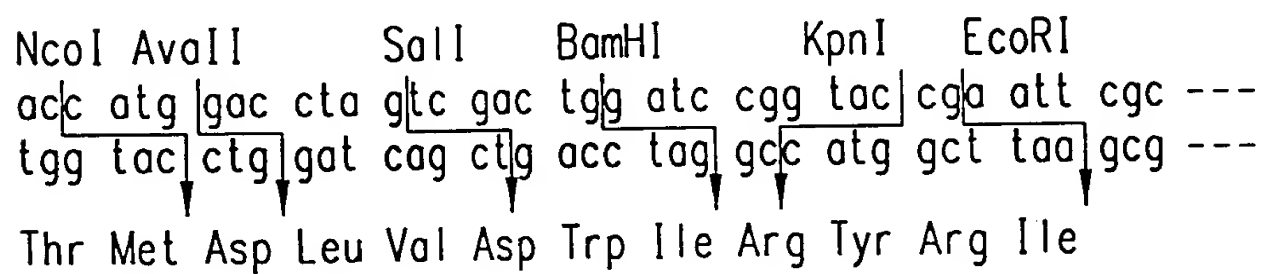 NcoI AvaII SalI BamHI KpnI EcoRI
acc atg gac cta gtc gac tgg atc cgg tac cga att cgc ---
tgg tac ctg gat cag ctg acc tag gcc atg gct taa gcg ---
Thr Met Asp Leu Val Asp Trp Ile Arg Tyr Arg Ile